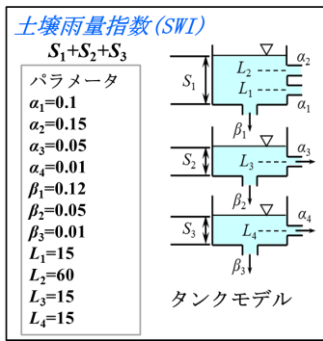 土壌雨量指数(SWI)
S₁+S₂+S₃
パラメータ
α₁=0.1
α₂=0.15
α₃=0.05
α₄=0.01
β₁=0.12
β₂=0.05
β₃=0.01
L₁=15
L₂=60
L₃=15
L₄=15
S₁
L₂
L₁
α₂
α₁
β₁
S₂
L₃
α₃
β₂
S₃
L₄
α₄
β₃
タンクモデル